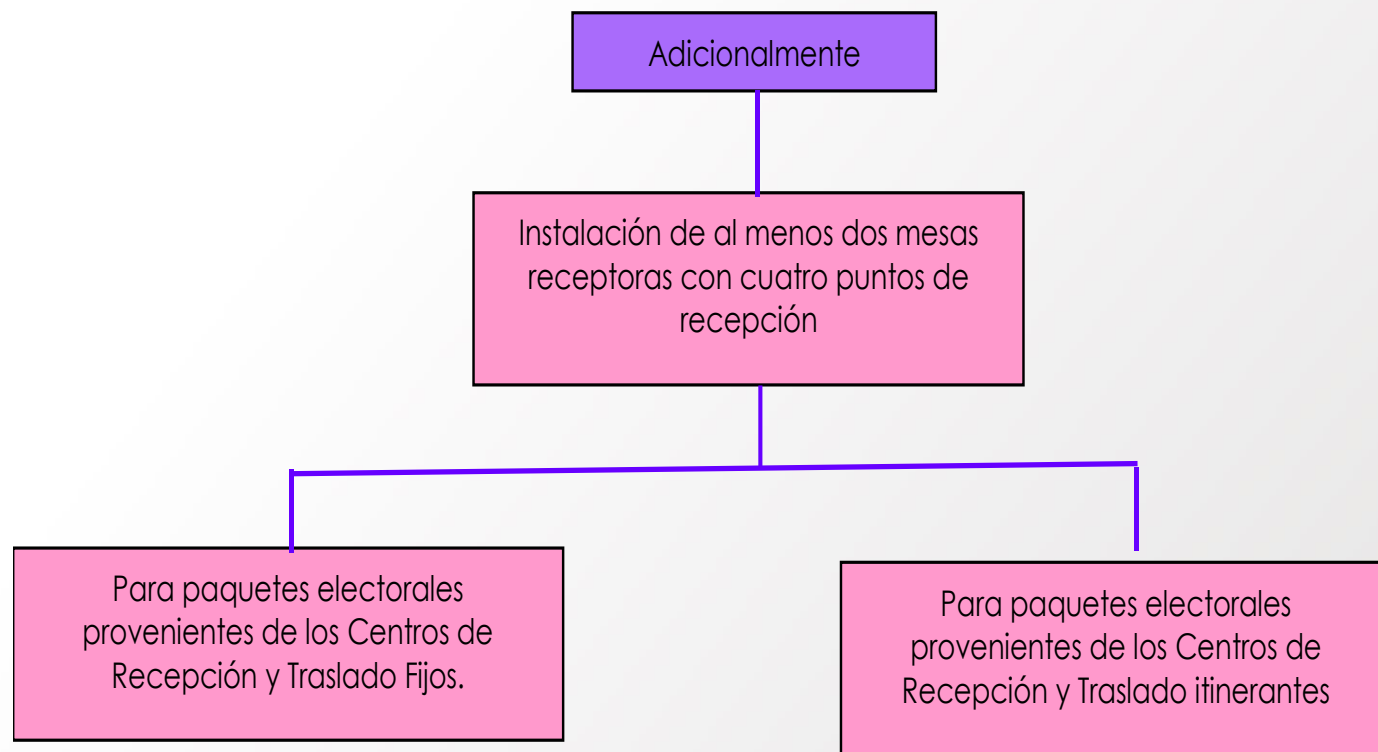 Adicionalmente
Instalación de al menos dos mesas
receptoras con cuatro puntos de
recepción
Para paquetes electorales
provenientes de los Centros de
Recepción y Traslado Fijos.
Para paquetes electorales
provenientes de los Centros de
Recepción y Traslado itinerantes